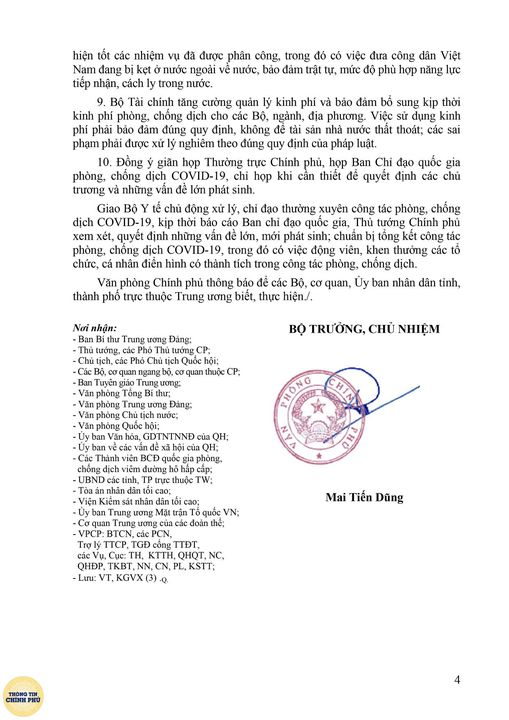 hiện tốt các nhiệm vụ đã được phân công, trong đó có việc đưa công dân Việt
Nam đang bị kẹt ở nước ngoài về nước, bảo đảm trật tự, mức độ phù hợp năng lực
tiếp nhận, cách ly trong nước.
9. Bộ Tài chính tăng cường quản lý kinh phí và bảo đảm bổ sung kịp thời
kinh phí phòng, chống dịch cho các Bộ, ngành, địa phương. Việc sử dụng kinh
phí phải bảo đảm đúng quy định, không để tài sản nhà nước thất thoát; các sai
phạm phải được xử lý nghiêm theo đúng quy định của pháp luật.
10. Đồng ý giãn họp Thường trực Chính phủ, họp Ban Chỉ đạo quốc gia
phòng, chống dịch COVID-19, chỉ họp khi cần thiết để quyết định các chủ
trương và những vấn đề lớn phát sinh.
Giao Bộ Y tế chủ động xử lý, chỉ đạo thường xuyên công tác phòng, chống
dịch COVID-19, kịp thời báo cáo Ban chỉ đạo quốc gia, Thủ tướng Chính phủ
xem xét, quyết định những vấn đề lớn, mới phát sinh; chuẩn bị tổng kết công tác
phòng, chống dịch COVID-19, trong đó có việc động viên, khen thưởng các tổ
chức, cá nhân điển hình có thành tích trong công tác phòng, chống dịch.
Văn phòng Chính phủ thông báo để các Bộ, cơ quan, Ủy ban nhân dân tỉnh,
thành phố trực thuộc Trung ương biết, thực hiện./.
Nơi nhận:
- Ban Bí thư Trung ương Đảng;
- Thủ tướng, các Phó Thủ tướng CP;
- Chủ tịch, các Phó Chủ tịch Quốc hội;
- Các Bộ, cơ quan ngang bộ, cơ quan thuộc CP;
- Ban Tuyên giáo Trung ương;
- Văn phòng Tổng Bí thư;
- Văn phòng Trung ương Đảng;
- Văn phòng Chủ tịch nước;
- Văn phòng Quốc hội;
- Ủy ban Văn hóa, GDTNTNNĐ của QH;
- Ủy ban về các vấn đề xã hội của QH;
- Các Thành viên BCĐ quốc gia phòng,
chống dịch viêm đường hô hấp cấp;
- UBND các tỉnh, TP trực thuộc TW;
- Tòa án nhân dân tối cao;
- Viện Kiểm sát nhân dân tối cao;
- Ủy ban Trung ương Mặt trận Tổ quốc VN;
- Cơ quan Trung ương của các đoàn thể;
- VPCP: BTCN, các PCN,
Trợ lý TTCP, TGĐ cổng TTĐT,
các Vụ, Cục: TH, KTTH, QHQT, NC,
QHĐP, TKBT, NN, CN, PL, KSTT;
- Lưu: VT, KGVX (3) .Q.
BỘ TRƯỞNG, CHỦ NHIỆM
VĂN PHÒNG CHÍNH PHỦ
Mai Tiến Dũng
4
THÔNG TIN
CHÍNH PHỦ